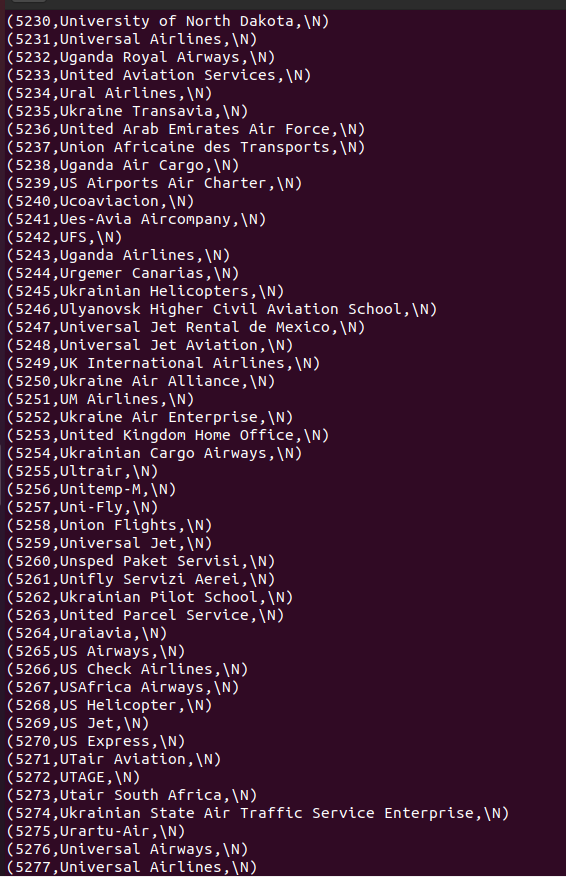 (5230,University of North Dakota,\N)
(5231,Universal Airlines,\N)
(5232,Uganda Royal Airways,\N)
(5233,United Aviation Services,\N)
(5234,Ural Airlines,\N)
(5235,Ukraine Transavia,\N)
(5236,United Arab Emirates Air Force,\N)
(5237,Union Africaine des Transports,\N)
(5238,Uganda Air Cargo,\N)
(5239,US Airports Air Charter,\N)
(5240,Ucoaviacion,\N)
(5241,Ues-Avia Aircompany,\N)
(5242,UFS,\N)
(5243,Uganda Airlines,\N)
(5244,Urgemer Canarias,\N)
(5245,Ukrainian Helicopters,\N)
(5246,Ulyanovsk Higher Civil Aviation School,\N)
(5247,Universal Jet Rental de Mexico,\N)
(5248,Universal Jet Aviation,\N)
(5249,UK International Airlines,\N)
(5250,Ukraine Air Alliance,\N)
(5251,UM Airlines,\N)
(5252,Ukraine Air Enterprise,\N)
(5253,United Kingdom Home Office,\N)
(5254,Ukrainian Cargo Airways,\N)
(5255,Ultrair,\N)
(5256,Unitemp-M,\N)
(5257,Uni-Fly,\N)
(5258,Union Flights,\N)
(5259,Universal Jet,\N)
(5260,Unsped Paket Servisi,\N)
(5261,Unifly Servizi Aerei,\N)
(5262,Ukrainian Pilot School,\N)
(5263,United Parcel Service,\N)
(5264,Uraiavia,\N)
(5265,US Airways,\N)
(5266,US Check Airlines,\N)
(5267,USAfrica Airways,\N)
(5268,US Helicopter,\N)
(5269,US Jet,\N)
(5270,US Express,\N)
(5271,UTair Aviation,\N)
(5272,UTAGE,\N)
(5273,Utair South Africa,\N)
(5274,Ukrainian State Air Traffic Service Enterprise,\N)
(5275,Urartu-Air,\N)
(5276,Universal Airways,\N)
(5277,Universal Airlines,\N)